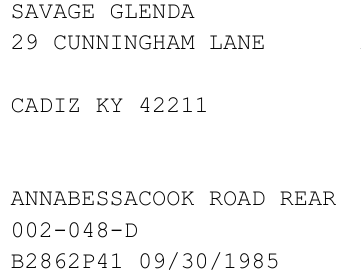 SAVAGE GLENDA
29 CUNNINGHAM LANE
CADIZ KY 42211
ANNABESSACOOK ROAD REAR
002-048-D
B2862P41 09/30/1985